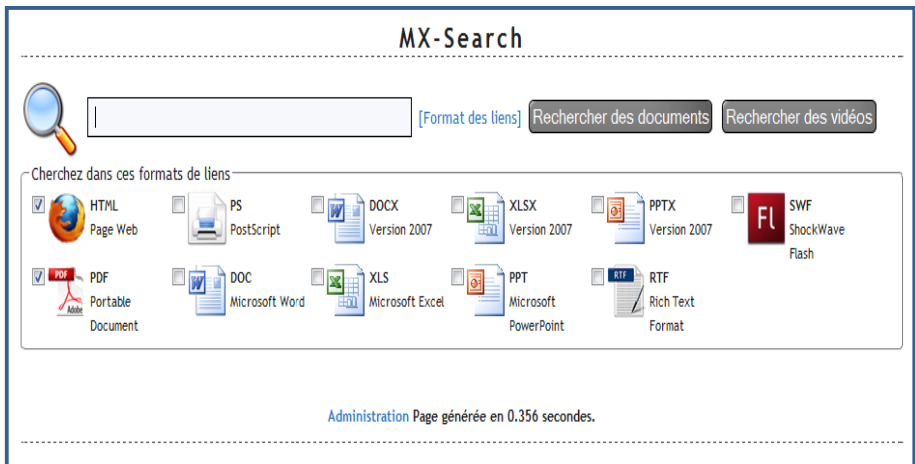 MX-Search
[Format des liens] Rechercher des documents Rechercher des vidéos
Cherchez dans ces formats de liens
HTML
Page Web
PS
PostScript
DOCX
Version 2007
XLSX
Version 2007
PPTX
Version 2007
Fl
SWF
ShockWave
Flash
PDF
Adobe
PDF
Portable
Document
DOC
Microsoft Word
XLS
Microsoft Excel
PPT
Microsoft
PowerPoint
RTF
RTF
Rich Text
Format
Administration Page générée en 0.356 secondes.